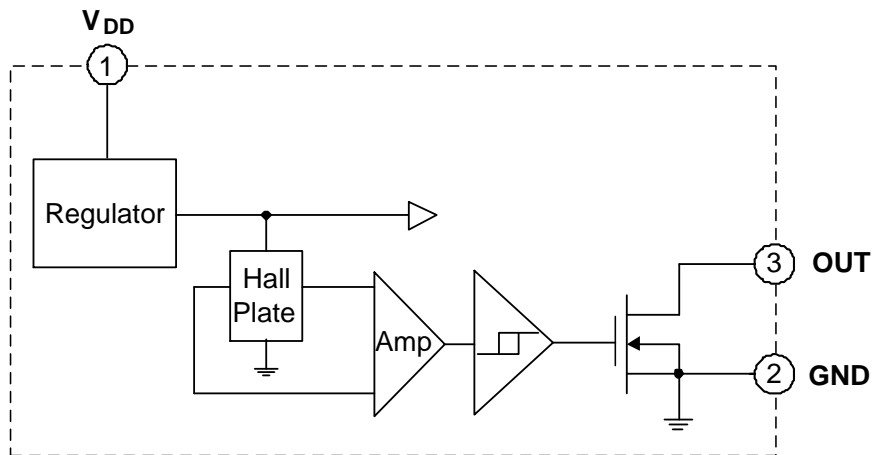 VDD
1
Regulator
Hall
Plate
Amp
3 OUT
2 GND